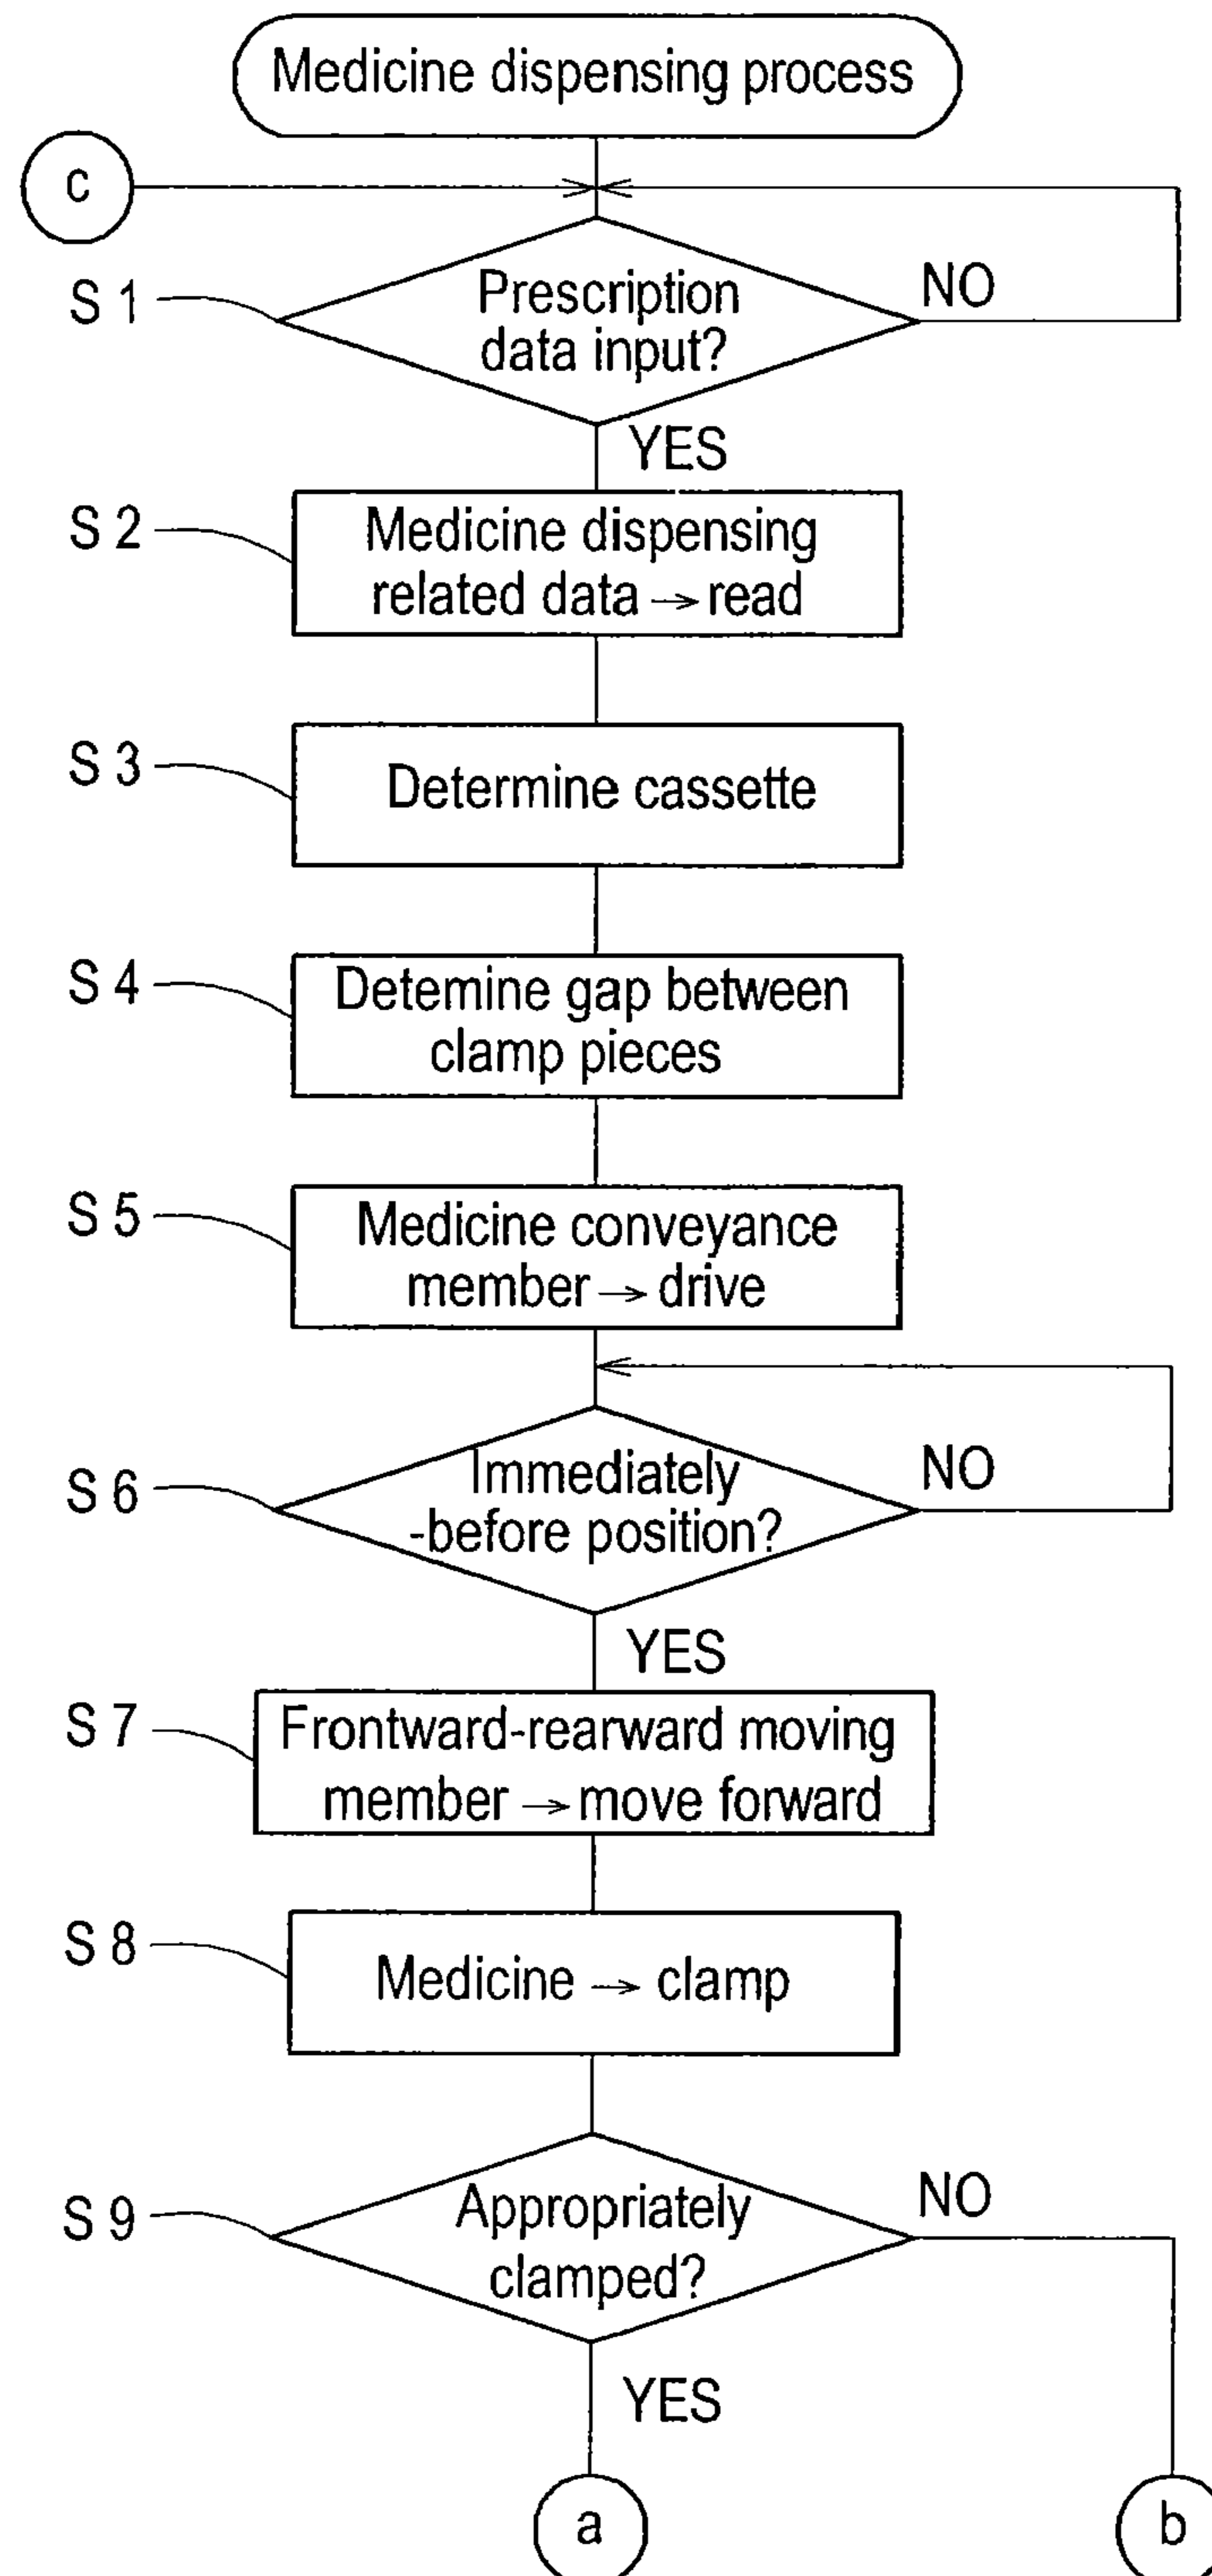 Medicine dispensing process
c
S 1
Prescription
data input?
NO
YES
S 2
Medicine dispensing
related data → read
S 3
Determine cassette
S 4
Detemine gap between
clamp pieces
S 5
Medicine conveyance
member → drive
S 6
Immediately
-before position?
NO
YES
S 7
Frontward-rearward moving
member → move forward
S 8
Medicine → clamp
S 9
Appropriately
clamped?
NO
YES
a
b